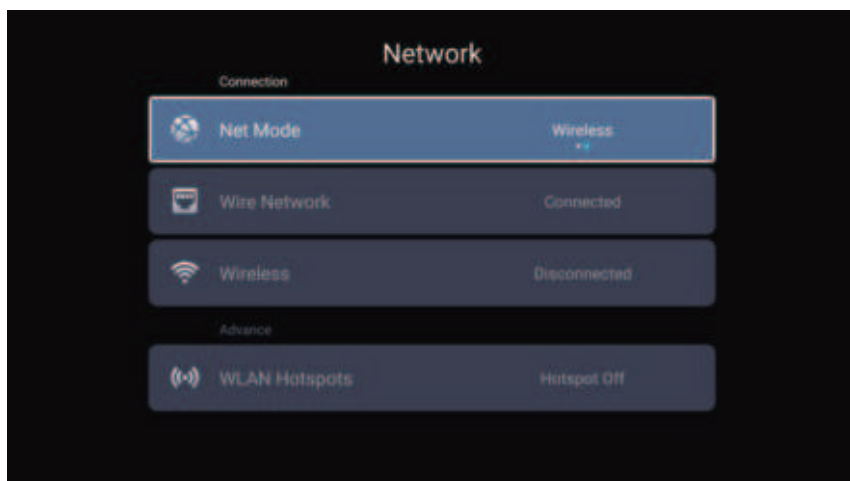 Network
Connection
Net Mode Wireless
Wire Network Connected
Wireless Disconnected
Advance
WLAN Hotspots Hotspot Off